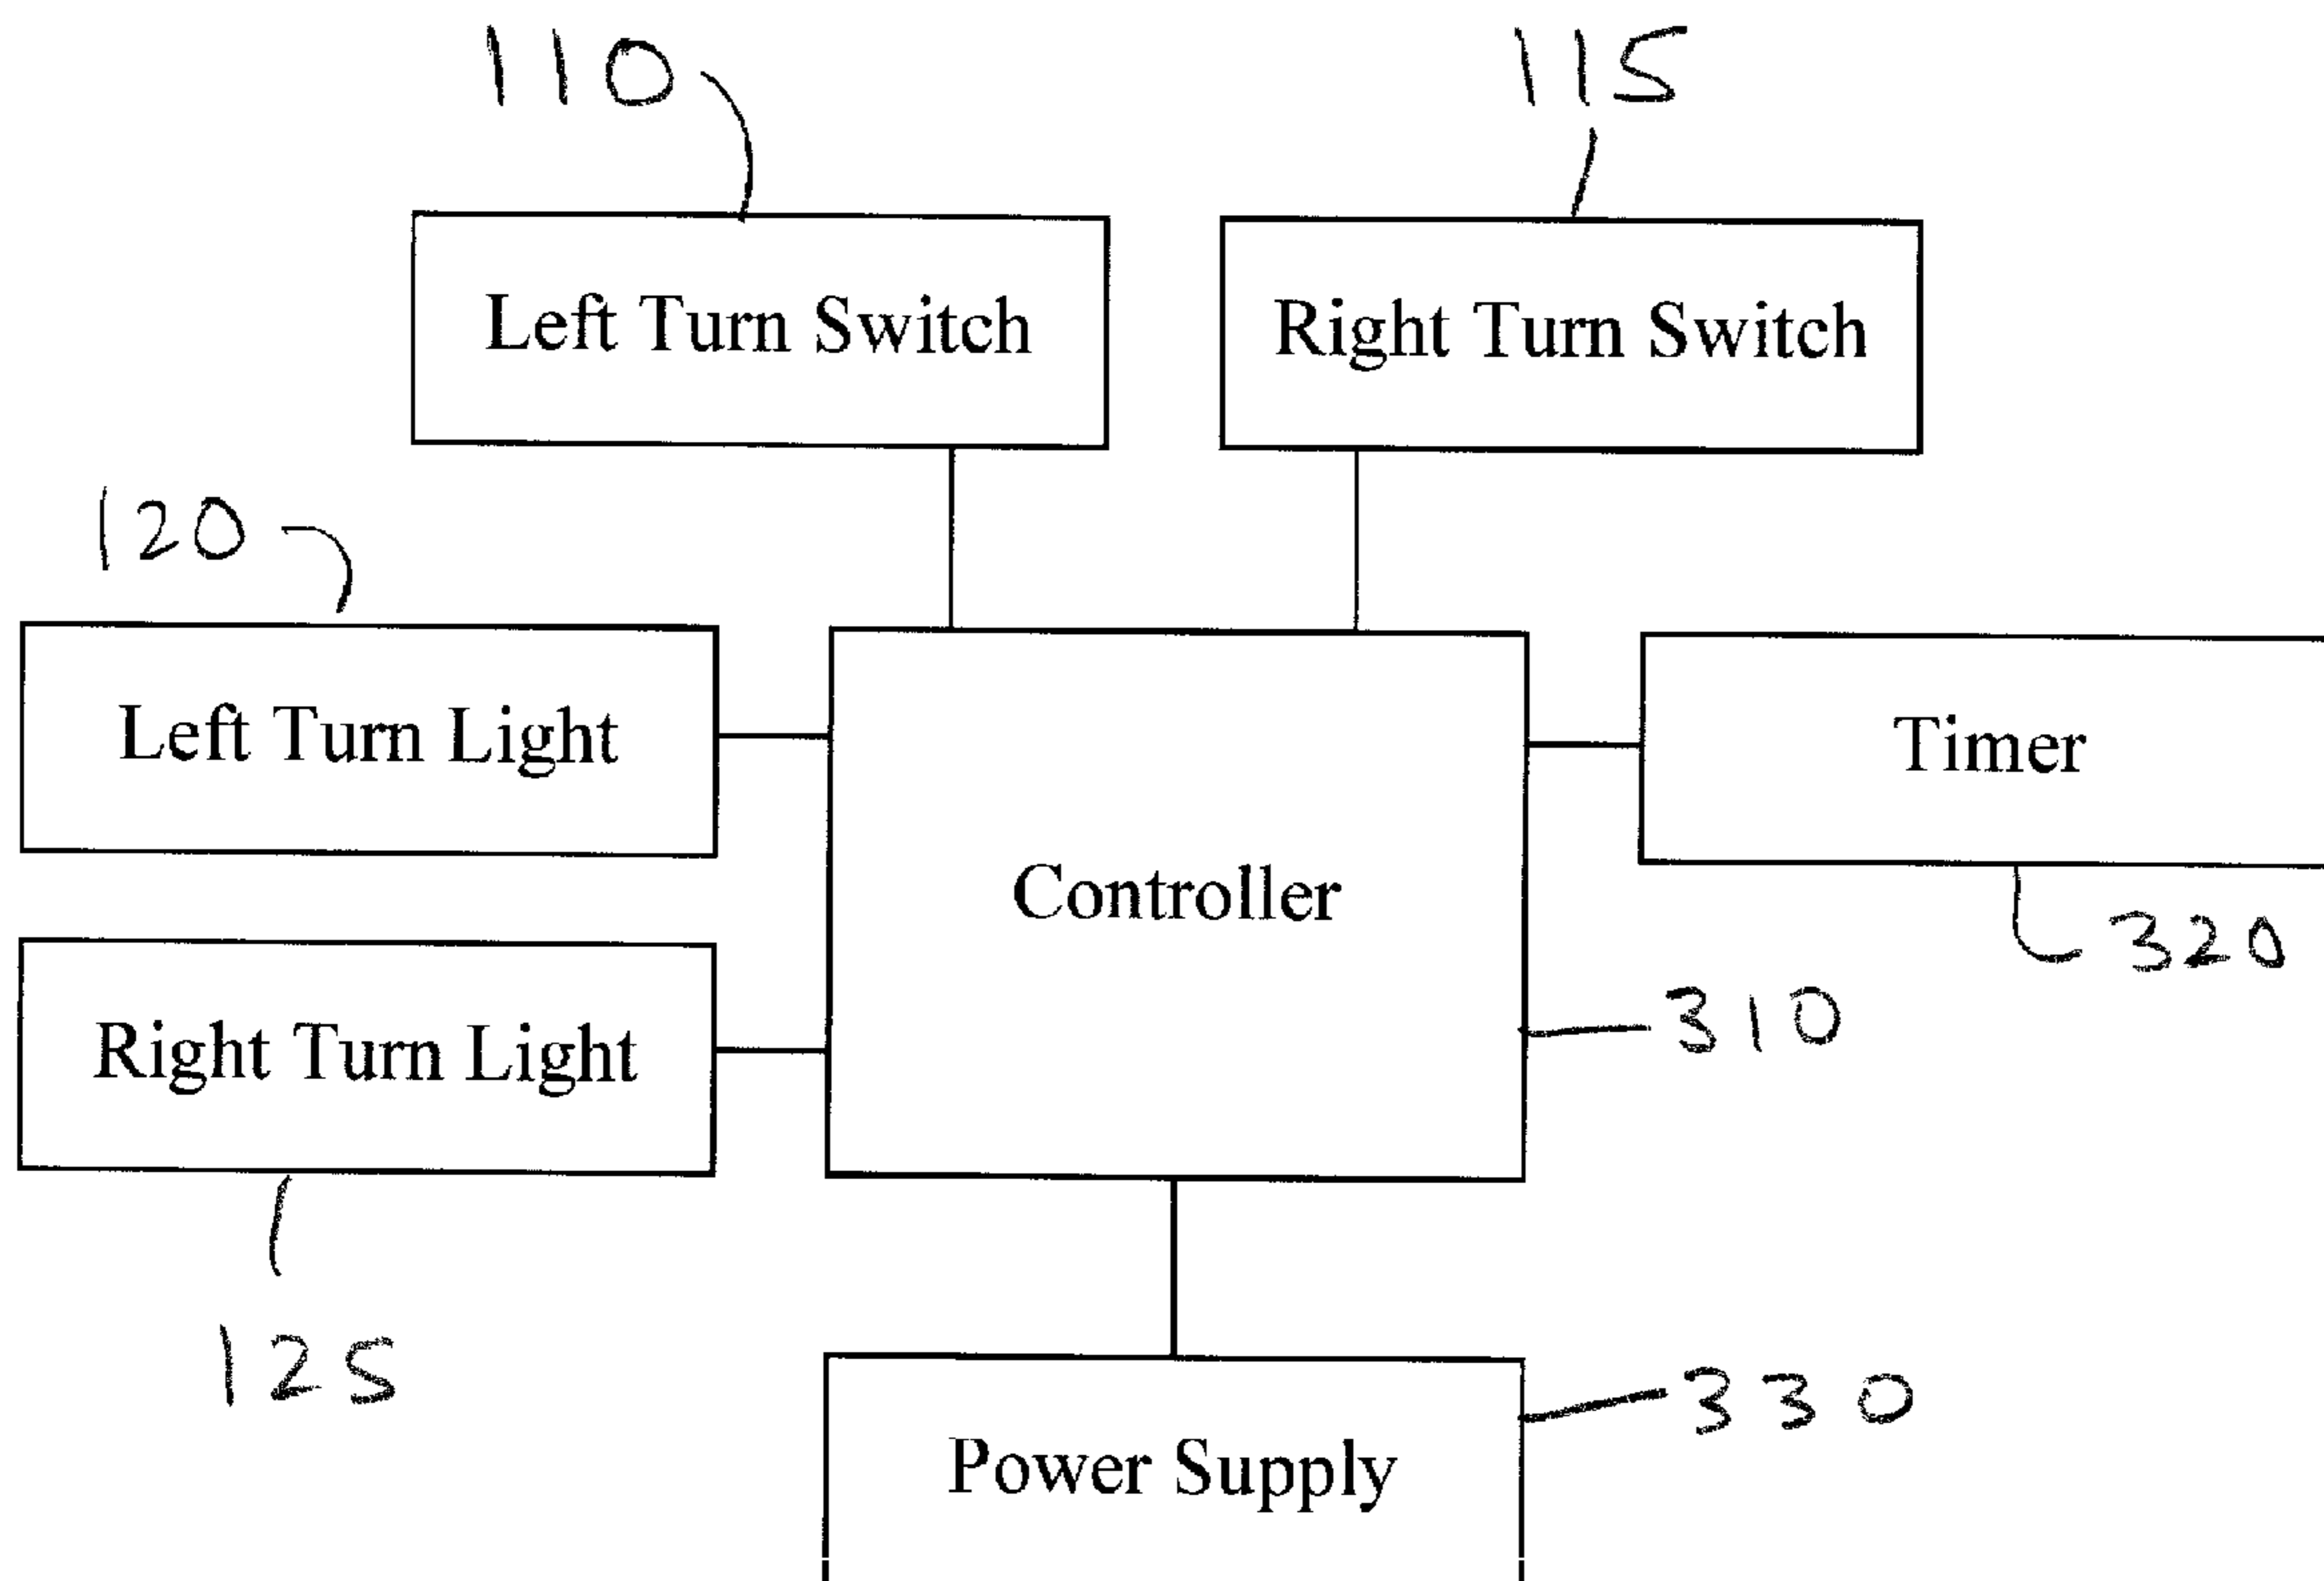 110
115
Left Turn Switch
Right Turn Switch
120
Left Turn Light
Timer
Controller
320
310
Right Turn Light
125
330
Power Supply